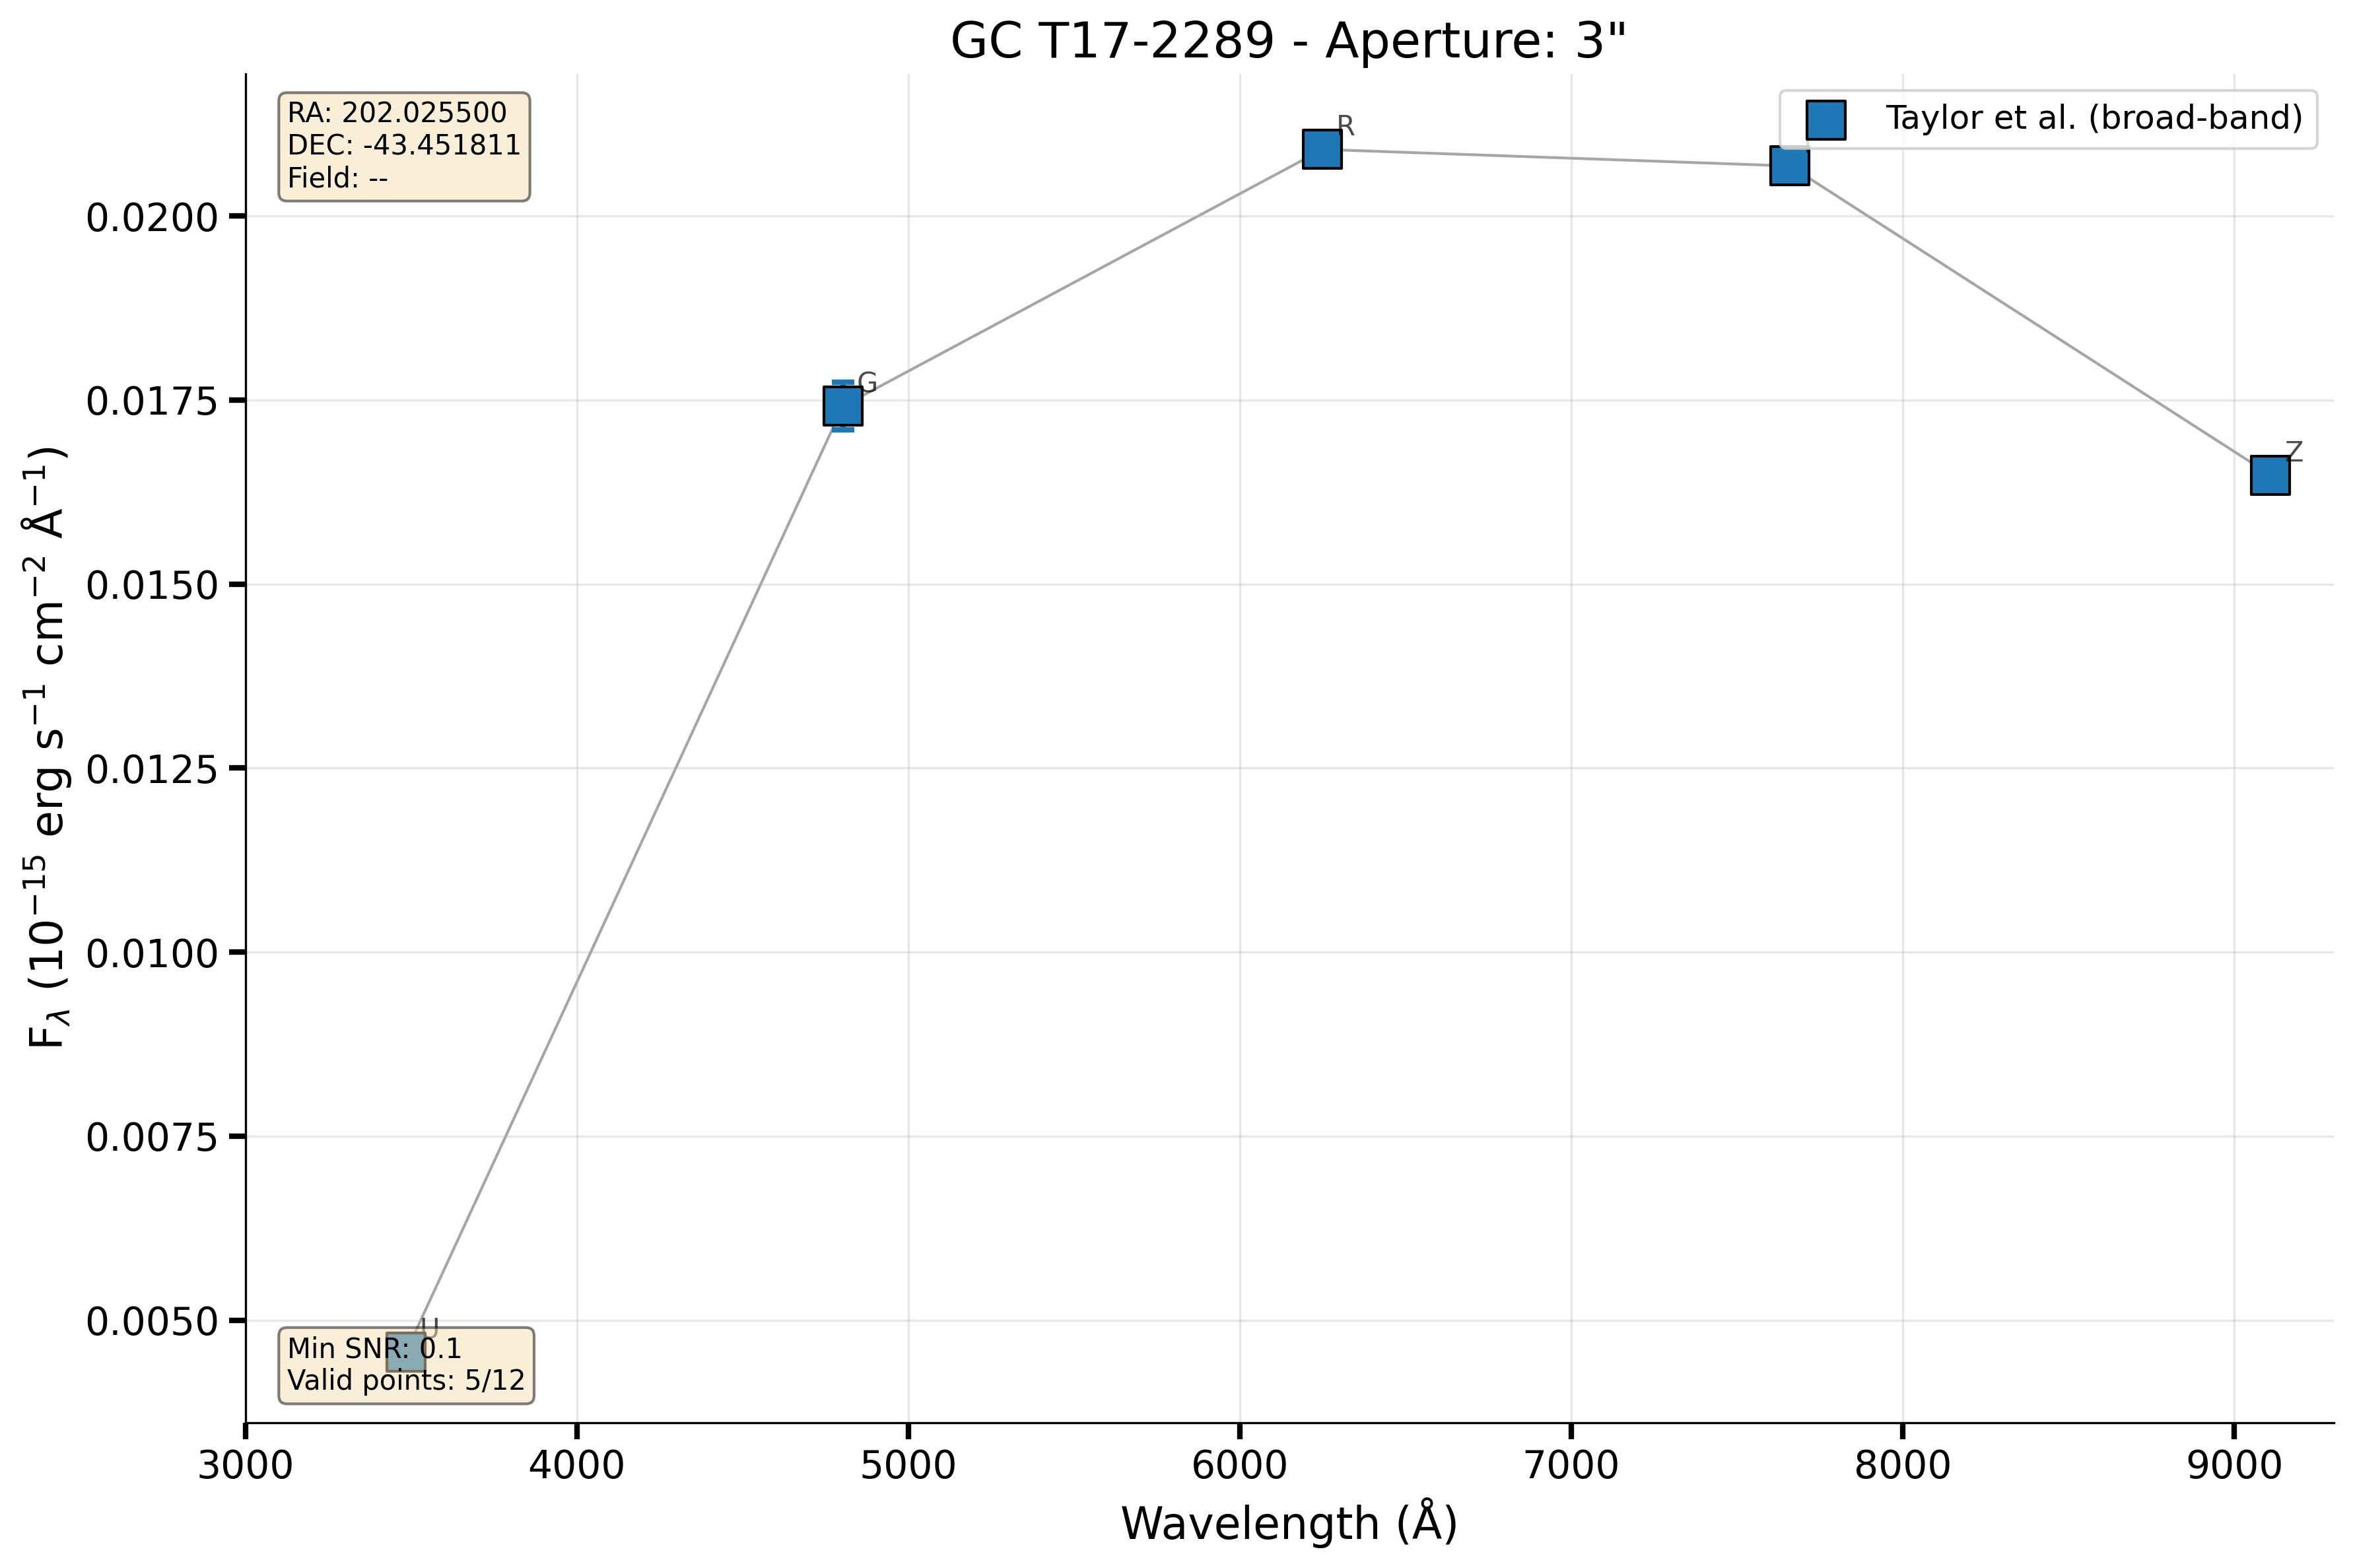 GC T17-2289 - Aperture: 3"
RA: 202.025500
DEC: -43.451811
Field: --
Taylor et al. (broad-band)
R
G
Z
U
Min SNR: 0.1
Valid points: 5/12
F_λ (10⁻¹⁵ erg s⁻¹ cm⁻² Å⁻¹)
0.0200
0.0175
0.0150
0.0125
0.0100
0.0075
0.0050
3000 4000 5000 6000 7000 8000 9000
Wavelength (Å)